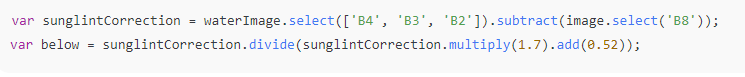 var sunglintCorrection = waterImage.select(['B4', 'B3', 'B2']).subtract(image.select('B8'));
var below = sunglintCorrection.divide(sunglintCorrection.multiply(1.7).add(0.52));